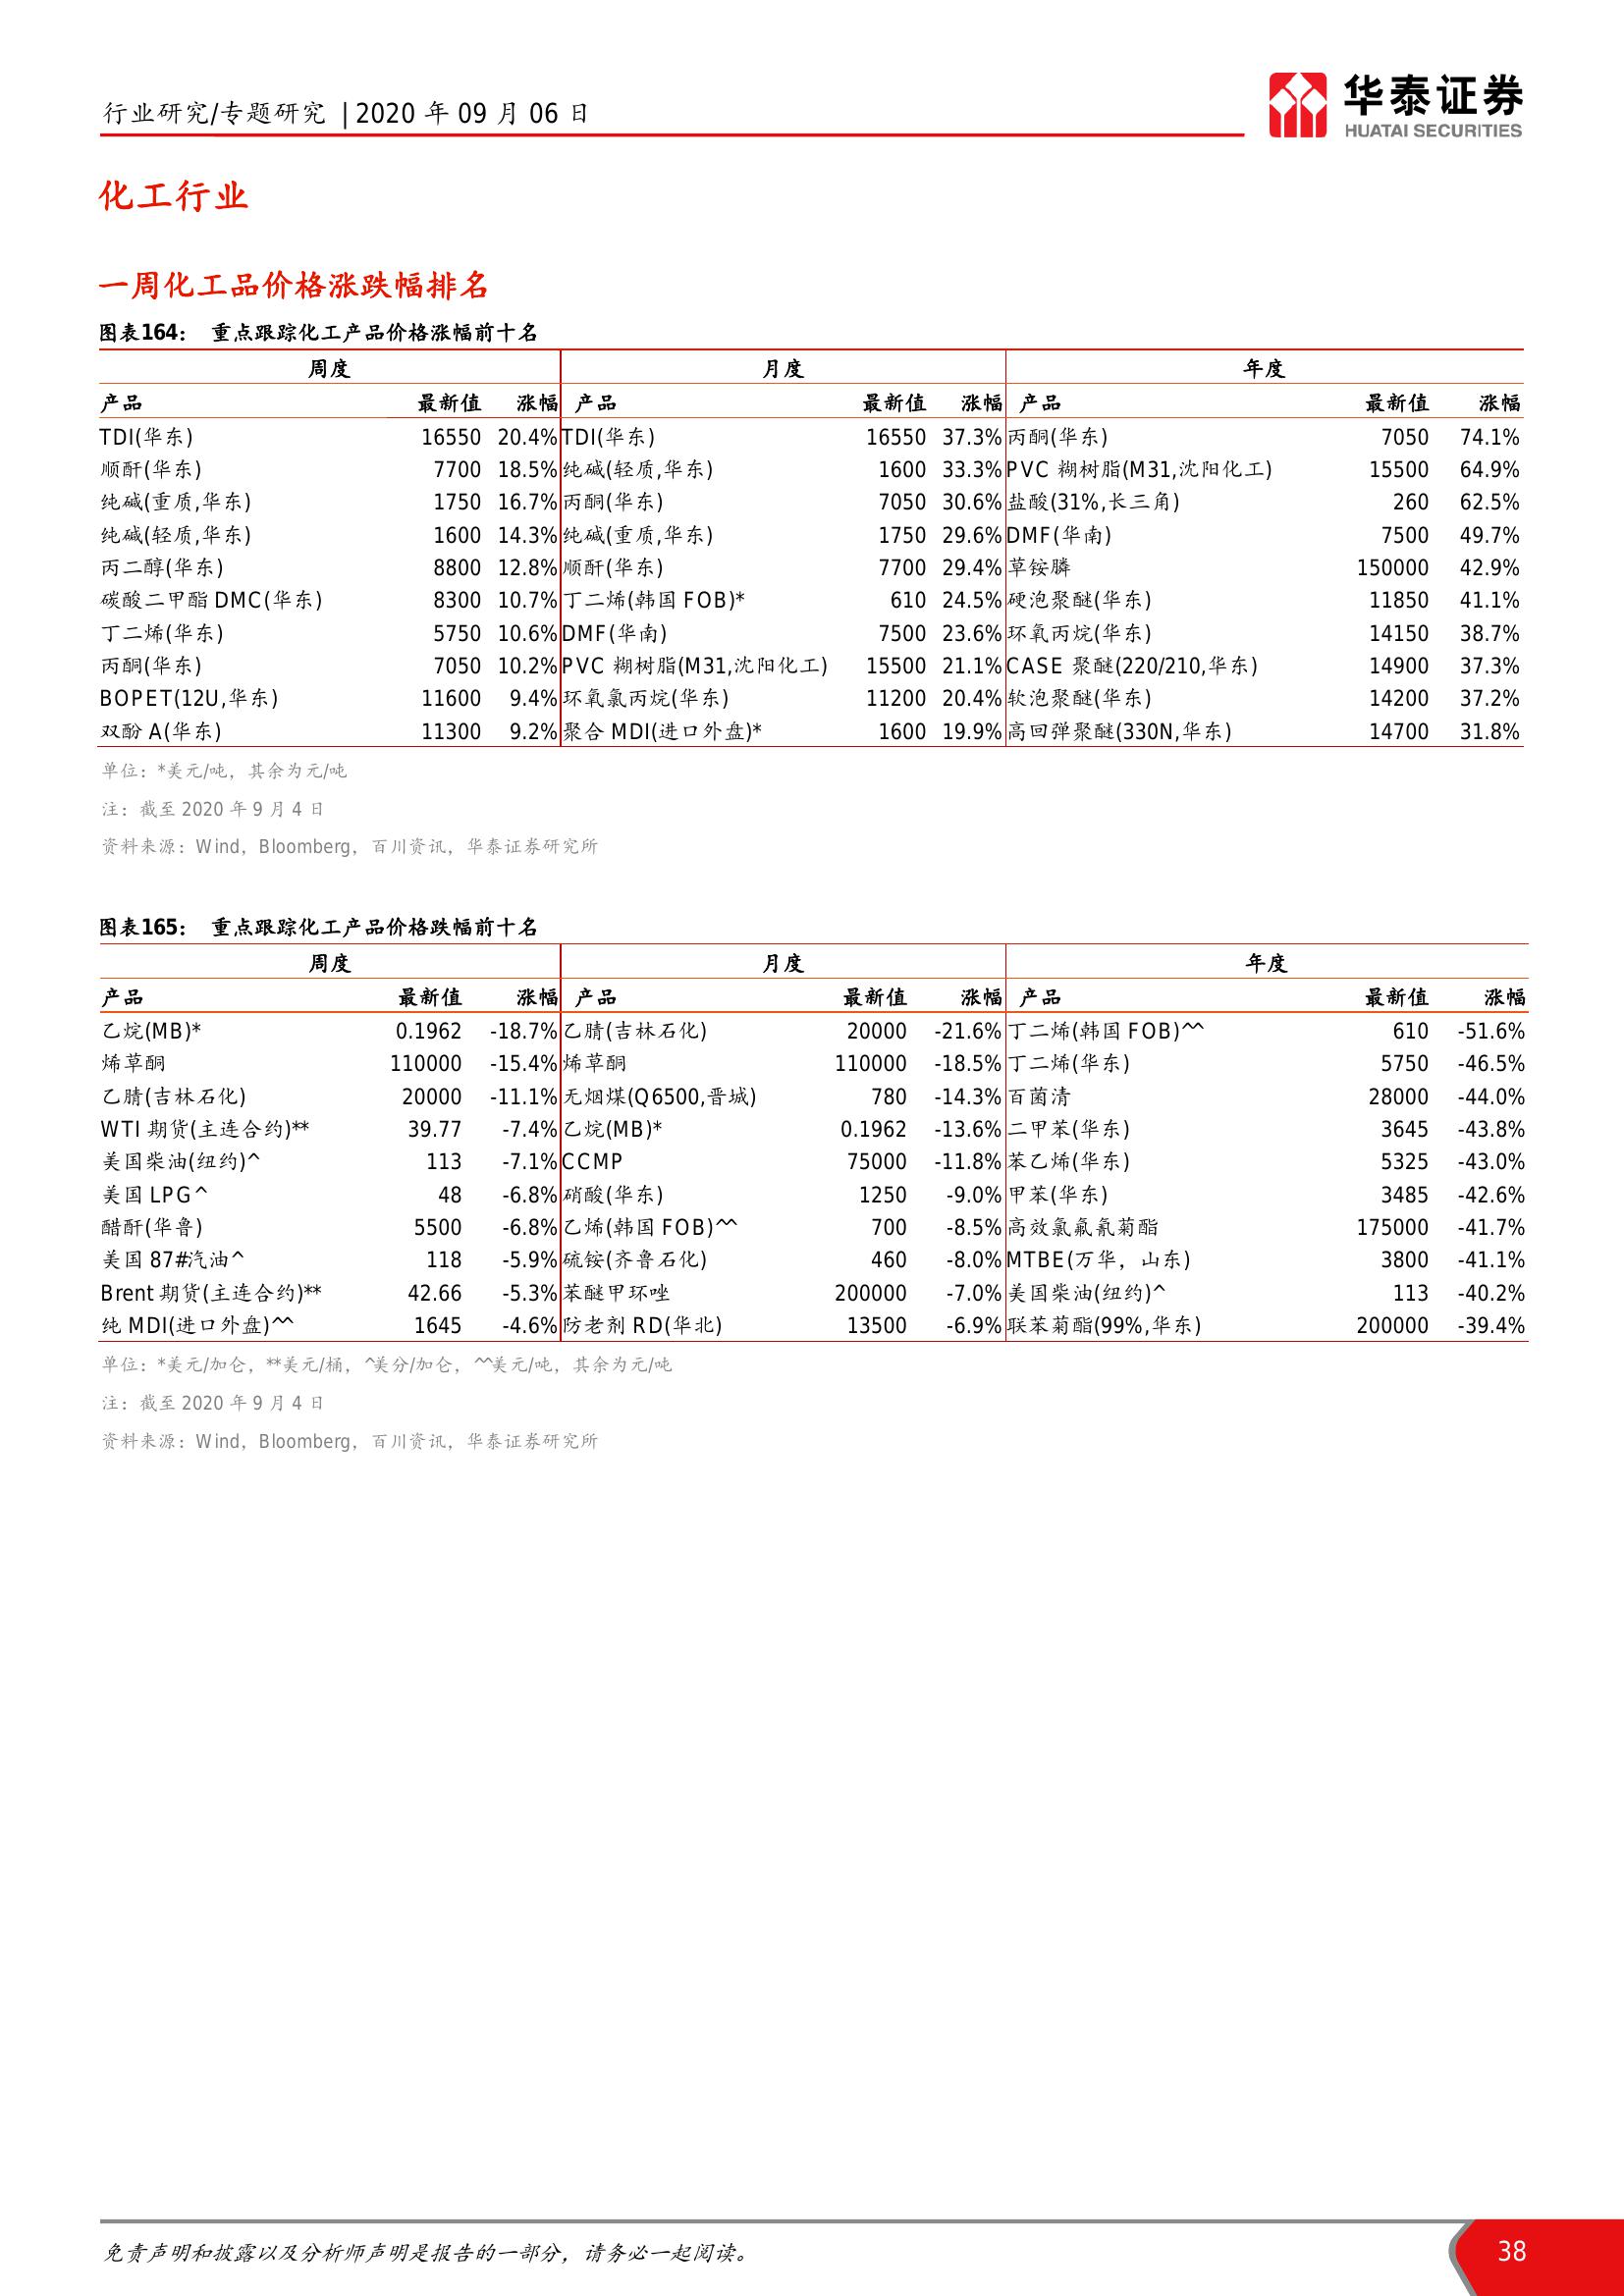 行业研究/专题研究 | 2020 年 09 月 06 日
华泰证券
HUATAI SECURITIES
化工行业
一周化工品价格涨跌幅排名
图表164： 重点跟踪化工产品价格涨幅前十名
周度 月度 年度
产品 最新值 涨幅 产品 最新值 涨幅 产品 最新值 涨幅
TDI(华东) 16550 20.4% TDI(华东) 16550 37.3% 丙酮(华东) 7050 74.1%
顺酐(华东) 7700 18.5% 纯碱(轻质,华东) 1600 33.3% PVC 糊树脂(M31,沈阳化工) 15500 64.9%
纯碱(重质,华东) 1750 16.7% 丙酮(华东) 7050 30.6% 盐酸(31%,长三角) 260 62.5%
纯碱(轻质,华东) 1600 14.3% 纯碱(重质,华东) 1750 29.6% DMF(华南) 7500 49.7%
丙二醇(华东) 8800 12.8% 顺酐(华东) 7700 29.4% 草铵膦 150000 42.9%
碳酸二甲酯 DMC(华东) 8300 10.7% 丁二烯(韩国 FOB)* 610 24.5% 硬泡聚醚(华东) 11850 41.1%
丁二烯(华东) 5750 10.6% DMF(华南) 7500 23.6% 环氧丙烷(华东) 14150 38.7%
丙酮(华东) 7050 10.2% PVC 糊树脂(M31,沈阳化工) 15500 21.1% CASE 聚醚(220/210,华东) 14900 37.3%
BOPET(12U,华东) 11600 9.4% 环氧氯丙烷(华东) 11200 20.4% 软泡聚醚(华东) 14200 37.2%
双酚 A(华东) 11300 9.2% 聚合 MDI(进口外盘)* 1600 19.9% 高回弹聚醚(330N,华东) 14700 31.8%
单位：*美元/吨，其余为元/吨
注：截至 2020 年 9 月 4 日
资料来源：Wind，Bloomberg，百川资讯，华泰证券研究所
图表165： 重点跟踪化工产品价格跌幅前十名
周度 月度 年度
产品 最新值 涨幅 产品 最新值 涨幅 产品 最新值 涨幅
乙烷(MB)* 0.1962 -18.7% 乙腈(吉林石化) 20000 -21.6% 丁二烯(韩国 FOB)^^ 610 -51.6%
烯草酮 110000 -15.4% 烯草酮 110000 -18.5% 丁二烯(华东) 5750 -46.5%
乙腈(吉林石化) 20000 -11.1% 无烟煤(Q6500,晋城) 780 -14.3% 百菌清 28000 -44.0%
WTI 期货(主连合约)** 39.77 -7.4% 乙烷(MB)* 0.1962 -13.6% 二甲苯(华东) 3645 -43.8%
美国柴油(纽约)^ 113 -7.1% CCMP 75000 -11.8% 苯乙烯(华东) 5325 -43.0%
美国 LPG^ 48 -6.8% 硝酸(华东) 1250 -9.0% 甲苯(华东) 3485 -42.6%
醋酐(华鲁) 5500 -6.8% 乙烯(韩国 FOB)^^ 700 -8.5% 高效氯氟氰菊酯 175000 -41.7%
美国 87#汽油^ 118 -5.9% 硫铵(齐鲁石化) 460 -8.0% MTBE(万华，山东) 3800 -41.1%
Brent 期货(主连合约)** 42.66 -5.3% 苯醚甲环唑 200000 -7.0% 美国柴油(纽约)^ 113 -40.2%
纯 MDI(进口外盘)^^ 1645 -4.6% 防老剂 RD(华北) 13500 -6.9% 联苯菊酯(99%,华东) 200000 -39.4%
单位：*美元/加仑，**美元/桶，^美分/加仑，^^美元/吨，其余为元/吨
注：截至 2020 年 9 月 4 日
资料来源：Wind，Bloomberg，百川资讯，华泰证券研究所
免责声明和披露以及分析师声明是报告的一部分，请务必一起阅读。 38